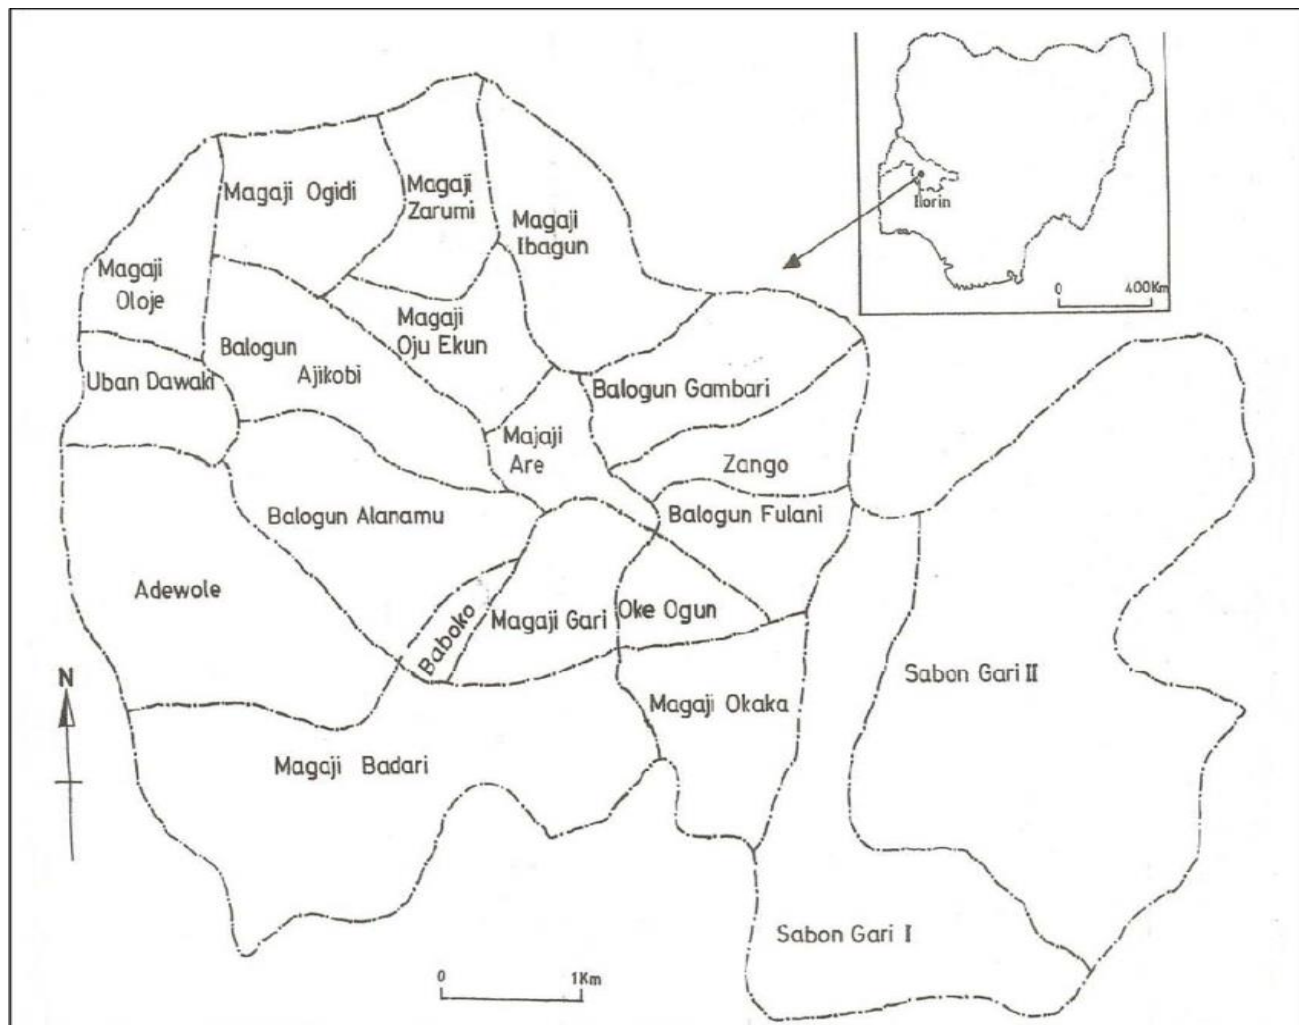 Ilorin
0 400Km
Magaji Ogidi
Magaji
Zarumi
Magaji
Ibagun
Magaji
Oloje
Magaji
Oju Ekun
Balogun
Ajikobi
Uban Dawaki
Balogun Gambari
Majaji
Are
Zango
Balogun Alanamu
Balogun Fulani
Adewole
Baboko
Magaji Gari
Oke Ogun
N
Sabon Gari II
Magaji Okaka
Magaji Badari
Sabon Gari I
0 1Km